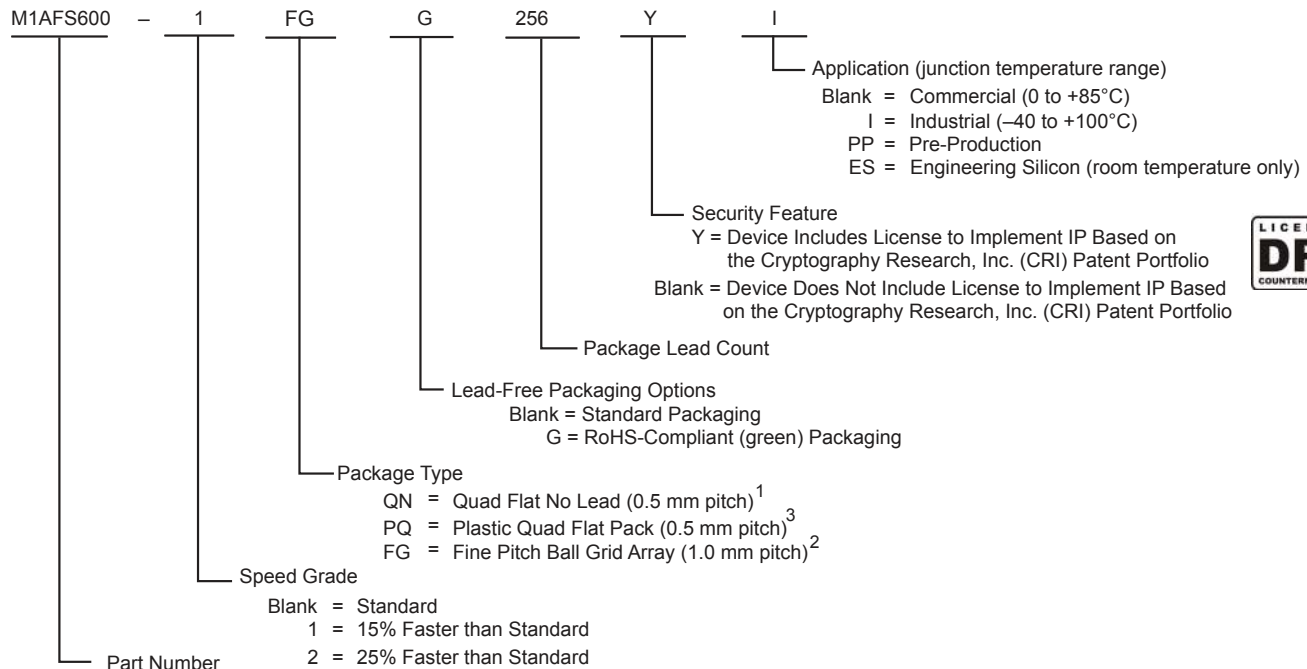 M1AFS600 – 1 FG G 256 Y I
Application (junction temperature range)
Blank = Commercial (0 to +85°C)
I = Industrial (–40 to +100°C)
PP = Pre-Production
ES = Engineering Silicon (room temperature only)
Security Feature
Y = Device Includes License to Implement IP Based on
the Cryptography Research, Inc. (CRI) Patent Portfolio
Blank = Device Does Not Include License to Implement IP Based
on the Cryptography Research, Inc. (CRI) Patent Portfolio
Package Lead Count
Lead-Free Packaging Options
Blank = Standard Packaging
G = RoHS-Compliant (green) Packaging
Package Type
QN = Quad Flat No Lead (0.5 mm pitch)1
PQ = Plastic Quad Flat Pack (0.5 mm pitch)3
FG = Fine Pitch Ball Grid Array (1.0 mm pitch)2
Speed Grade
Blank = Standard
1 = 15% Faster than Standard
2 = 25% Faster than Standard
Part Number